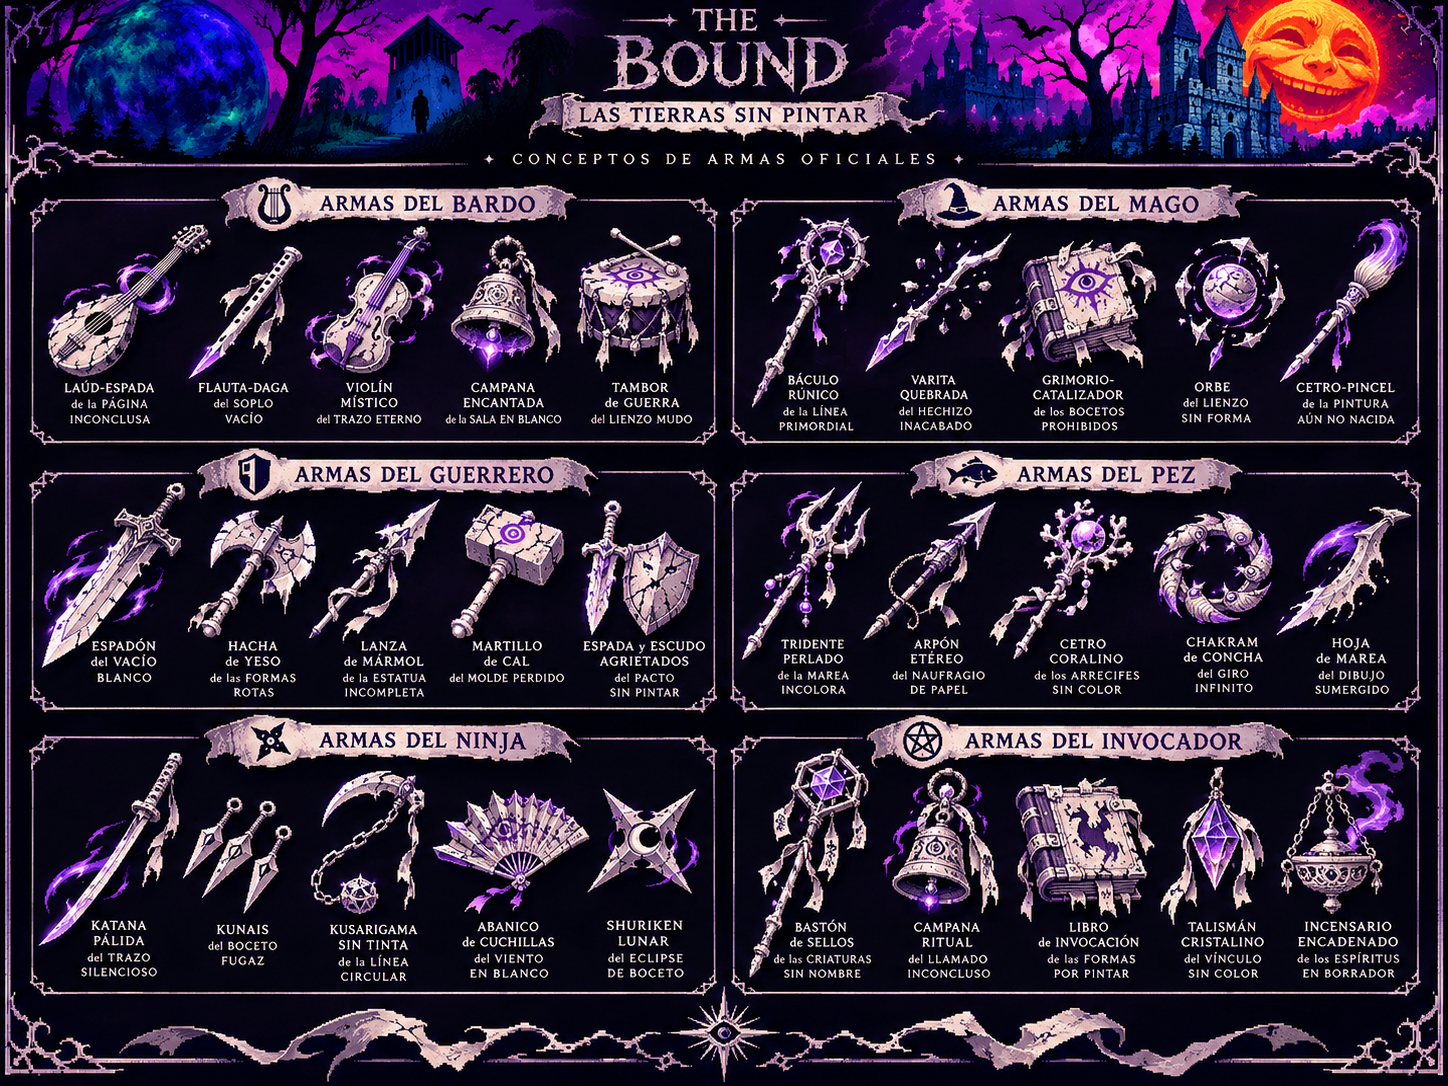 THE
BOUND
LAS TIERRAS SIN PINTAR
CONCEPTOS DE ARMAS OFICIALES
ARMAS DEL BARDO
LAÚD-ESPADA
de la PÁGINA
INCONCLUSA
FLAUTA-DAGA
del SOPLO
VACÍO
VIOLÍN
MÍSTICO
del TRAZO ETERNO
CAMPANA
ENCANTADA
de la SALA EN BLANCO
TAMBOR
de GUERRA
del LIENZO MUDO
ARMAS DEL MAGO
BÁCULO
RÚNICO
de la LÍNEA
PRIMORDIAL
VARITA
QUEBRADA
del HECHIZO
INACABADO
GRIMORIO-
CATALIZADOR
de los BOCETOS
PROHIBIDOS
ORBE
del LIENZO
SIN FORMA
CETRO-PINCEL
de la PINTURA
AÚN NO NACIDA
ARMAS DEL GUERRERO
ESPADÓN
del VACÍO
BLANCO
HACHA
de YESO
de las FORMAS
ROTAS
LANZA
de MÁRMOL
de la ESTATUA
INCOMPLETA
MARTILLO
de CAL
del MOLDE PERDIDO
ESPADA y ESCUDO
AGRIETADOS
del PACTO
SIN PINTAR
ARMAS DEL PEZ
TRIDENTE
PERLADO
de la MAREA
INCOLORA
ARPÓN
ETÉREO
del NAUFRAGIO
DE PAPEL
CETRO
CORALINO
de los ARRECIFES
SIN COLOR
CHAKRAM
de CONCHA
del GIRO
INFINITO
HOJA
de MAREA
del DIBUJO
SUMERGIDO
ARMAS DEL NINJA
KATANA
PÁLIDA
del TRAZO
SILENCIOSO
KUNAIS
del BOCETO
FUGAZ
KUSARIGAMA
SIN TINTA
de la LÍNEA
CIRCULAR
ABANICO
de CUCHILLAS
del VIENTO
EN BLANCO
SHURIKEN
LUNAR
del ECLIPSE
DE BOCETO
ARMAS DEL INVOCADOR
BASTÓN
de SELLOS
de las CRIATURAS
SIN NOMBRE
CAMPANA
RITUAL
del LLAMADO
INCONCLUSO
LIBRO
de INVOCACIÓN
de las FORMAS
POR PINTAR
TALISMÁN
CRISTALINO
del VÍNCULO
SIN COLOR
INCENSARIO
ENCADENADO
de los ESPÍRITUS
EN BORRADOR